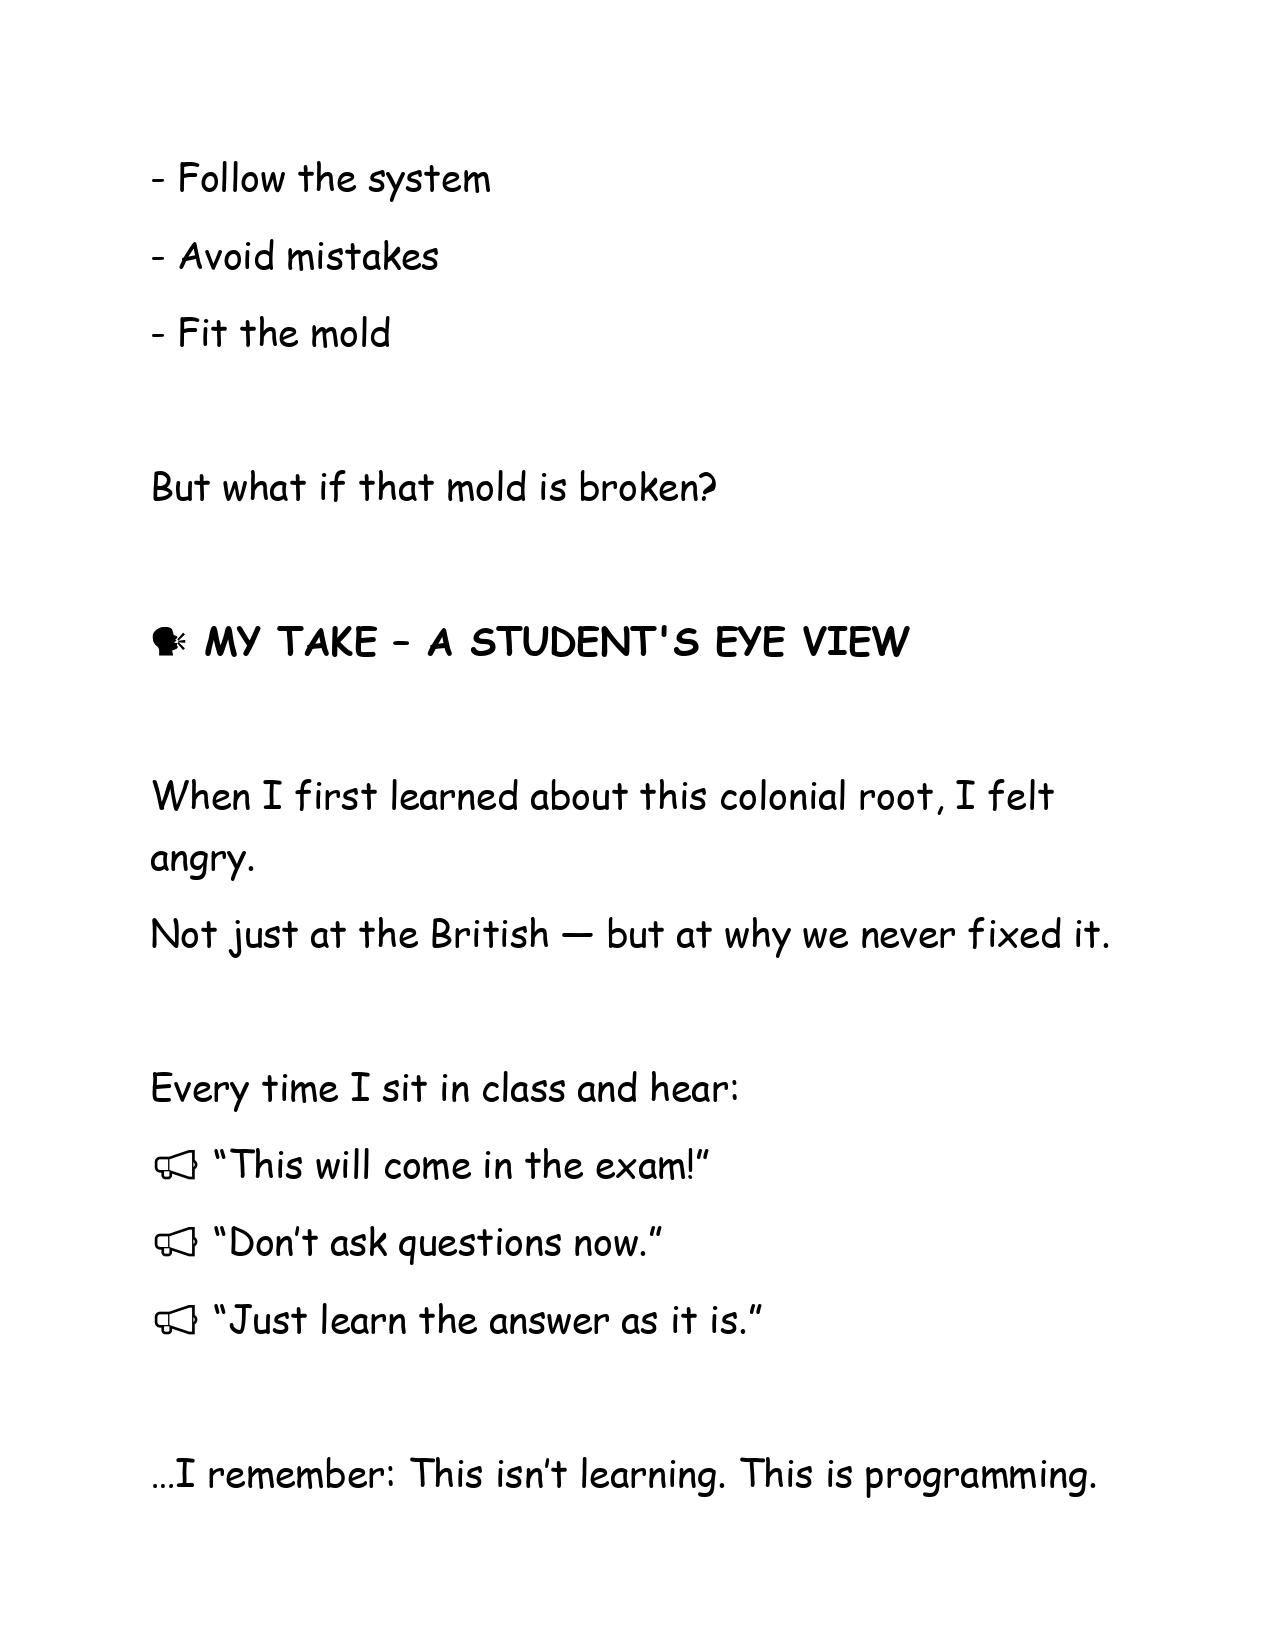 - Follow the system
- Avoid mistakes
- Fit the mold
But what if that mold is broken?
🗣 MY TAKE – A STUDENT'S EYE VIEW
When I first learned about this colonial root, I felt
angry.
Not just at the British — but at why we never fixed it.
Every time I sit in class and hear:
📢 “This will come in the exam!”
📢 “Don’t ask questions now.”
📢 “Just learn the answer as it is.”
…I remember: This isn’t learning. This is programming.